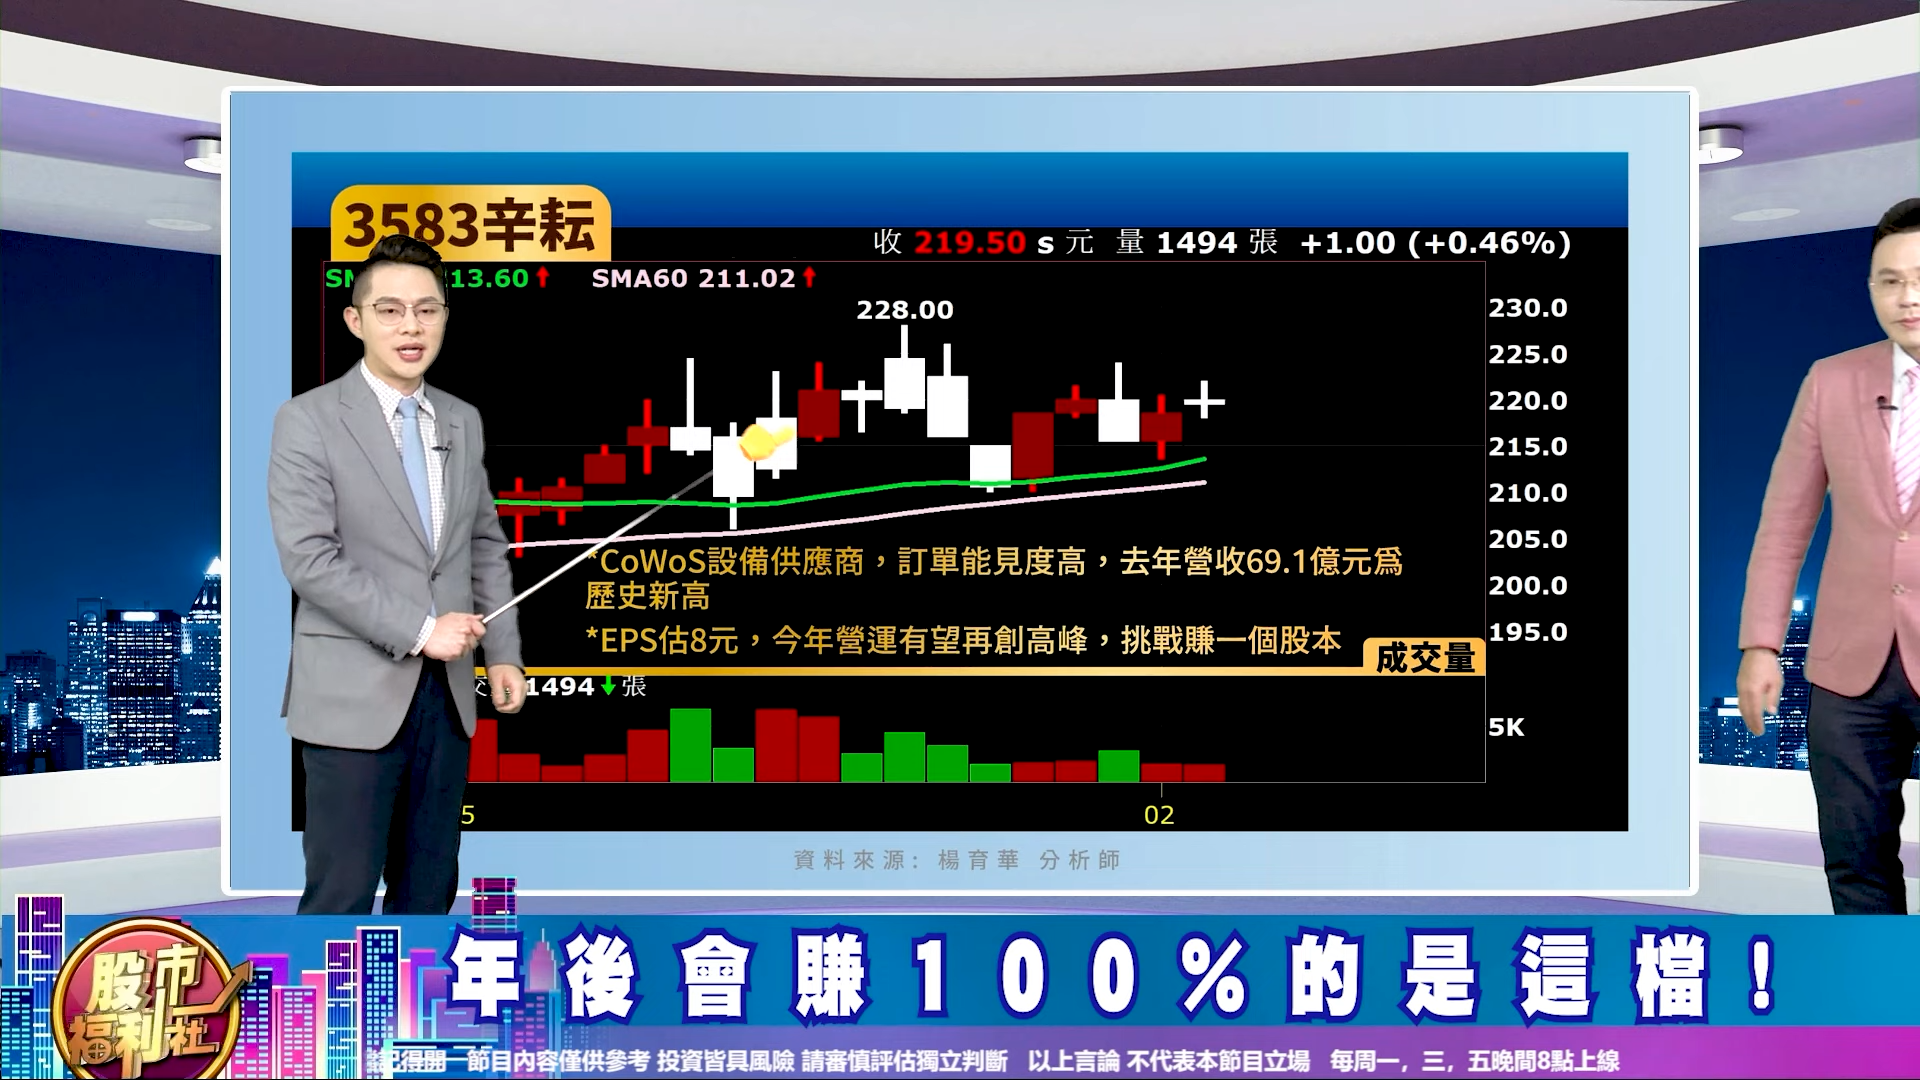 3583辛耘
收 219.50 s 元 量 1494 張 +1.00 (+0.46%)
13.60 SMA60 211.02
228.00
230.0
225.0
220.0
215.0
210.0
205.0
200.0
195.0
*CoWoS設備供應商，訂單能見度高，去年營收69.1億元為
歷史新高
*EPS估8元，今年營運有望再創高峰，挑戰賺一個股本
成交量
1494 張
5K
5
02
資料來源: 楊育華 分析師
股市
福利社
年後會賺100%的是這檔!
記得開 節目內容僅供參考 投資皆具風險 請審慎評估獨立判斷 以上言論 不代表本節目立場 每周一, 三, 五晚間8點上線